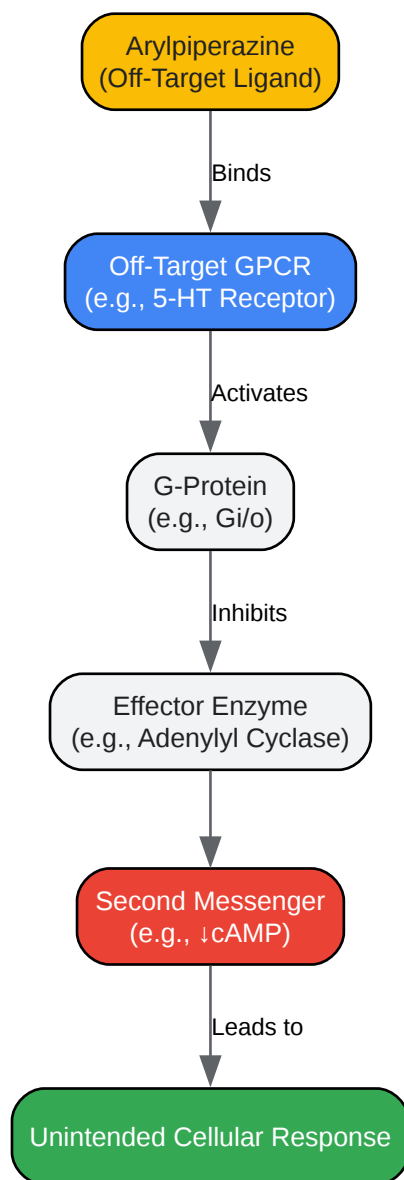 Arylpiperazine
(Off-Target Ligand)
Binds
Off-Target GPCR
(e.g., 5-HT Receptor)
Activates
G-Protein
(e.g., Gi/o)
Inhibits
Effector Enzyme
(e.g., Adenylyl Cyclase)
Second Messenger
(e.g., ↓cAMP)
Leads to
Unintended Cellular Response